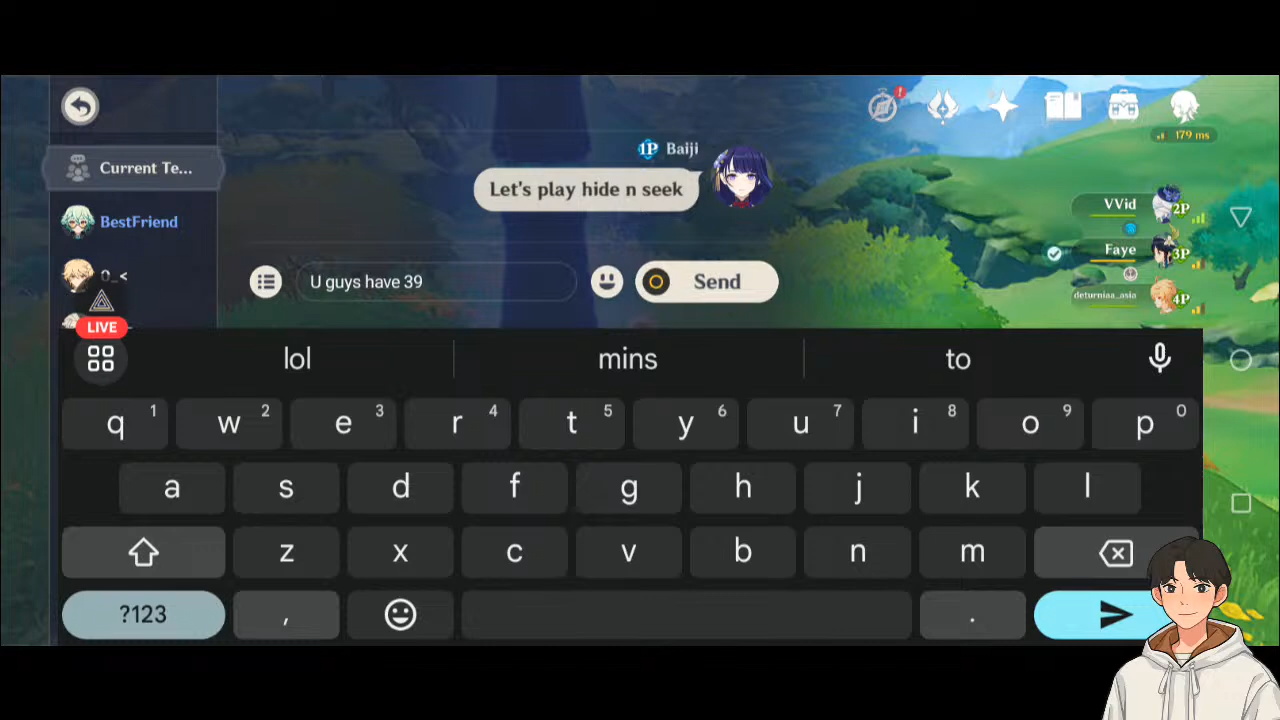 179 ms
Current Te...
1P Baiji
Let's play hide n seek
BestFriend
VVid 2P
Faye 3P
deturniaa_asia 4P
O_<
U guys have 39
Send
LIVE
lol mins to
q 1 w 2 e 3 r 4 t 5 y 6 u 7 i 8 o 9 p 0
a s d f g h j k l
z x c v b n m
?123 , .